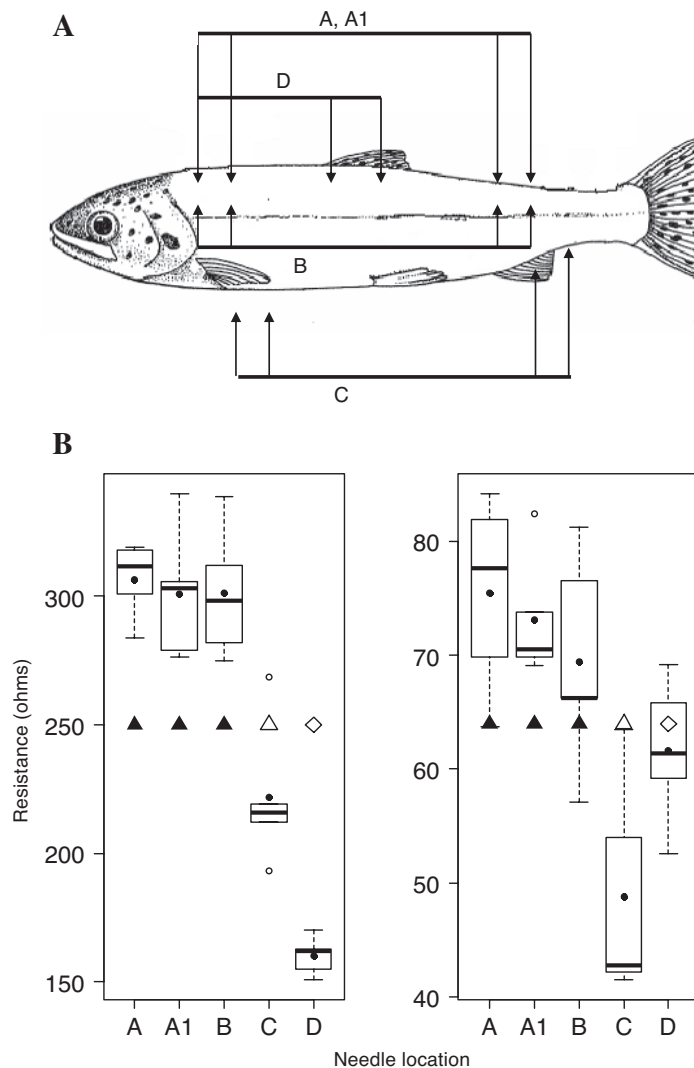 A
A, A1
D
B
C
B
Resistance (ohms)
300
250
200
150
A A1 B C D
80
70
60
50
40
A A1 B C D
Needle location